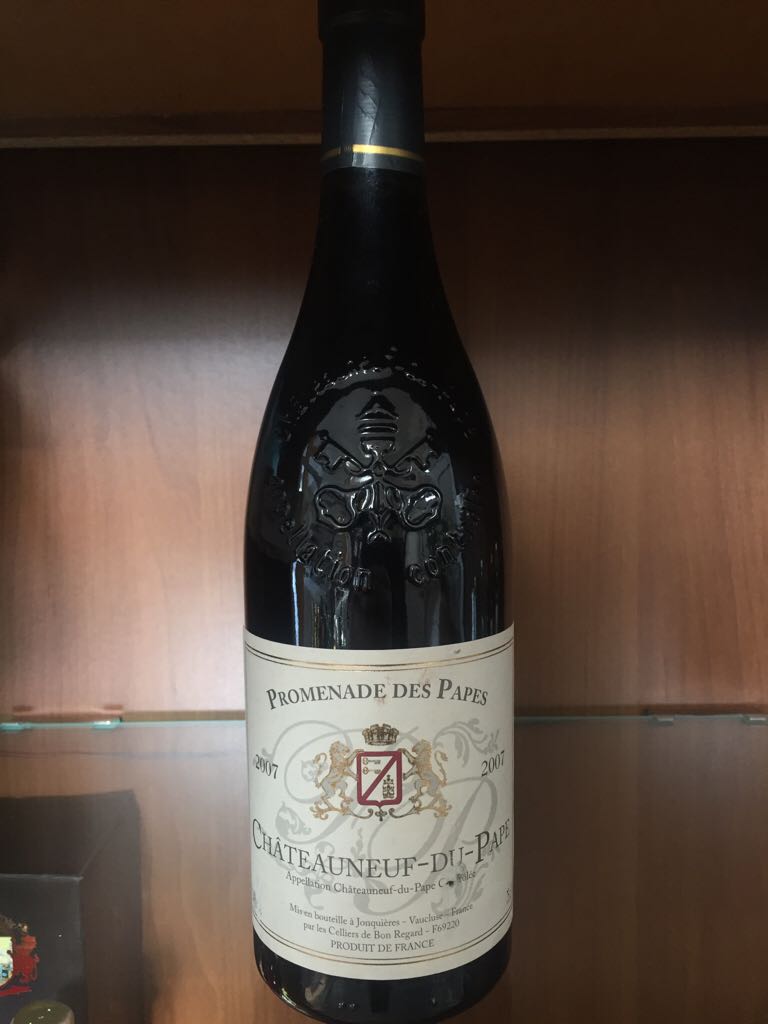 Appellation
PROMENADE DES PAPES
2007 2007
CHÂTEAUNEUF-DU-PAPE
Appellation Châteauneuf-du-Pape
Mis en bouteille à Jonquières - Vaucluse - France
par les Celliers de Bon Regard - F69220
PRODUIT DE FRANCE